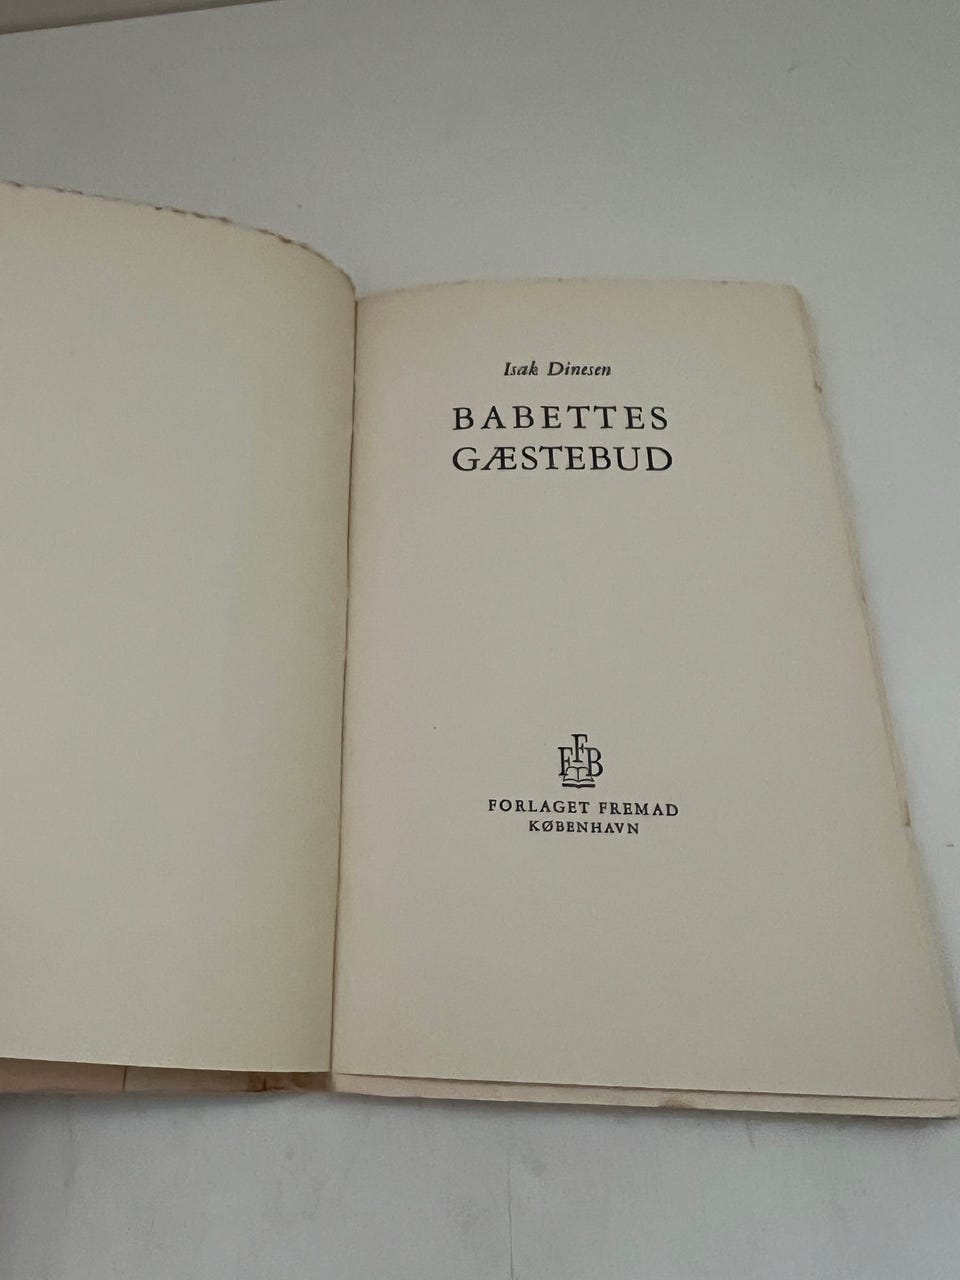 Isak Dinesen
BABETTES
GÆSTEBUD
FFB
FORLAGET FREMAD
KØBENHAVN